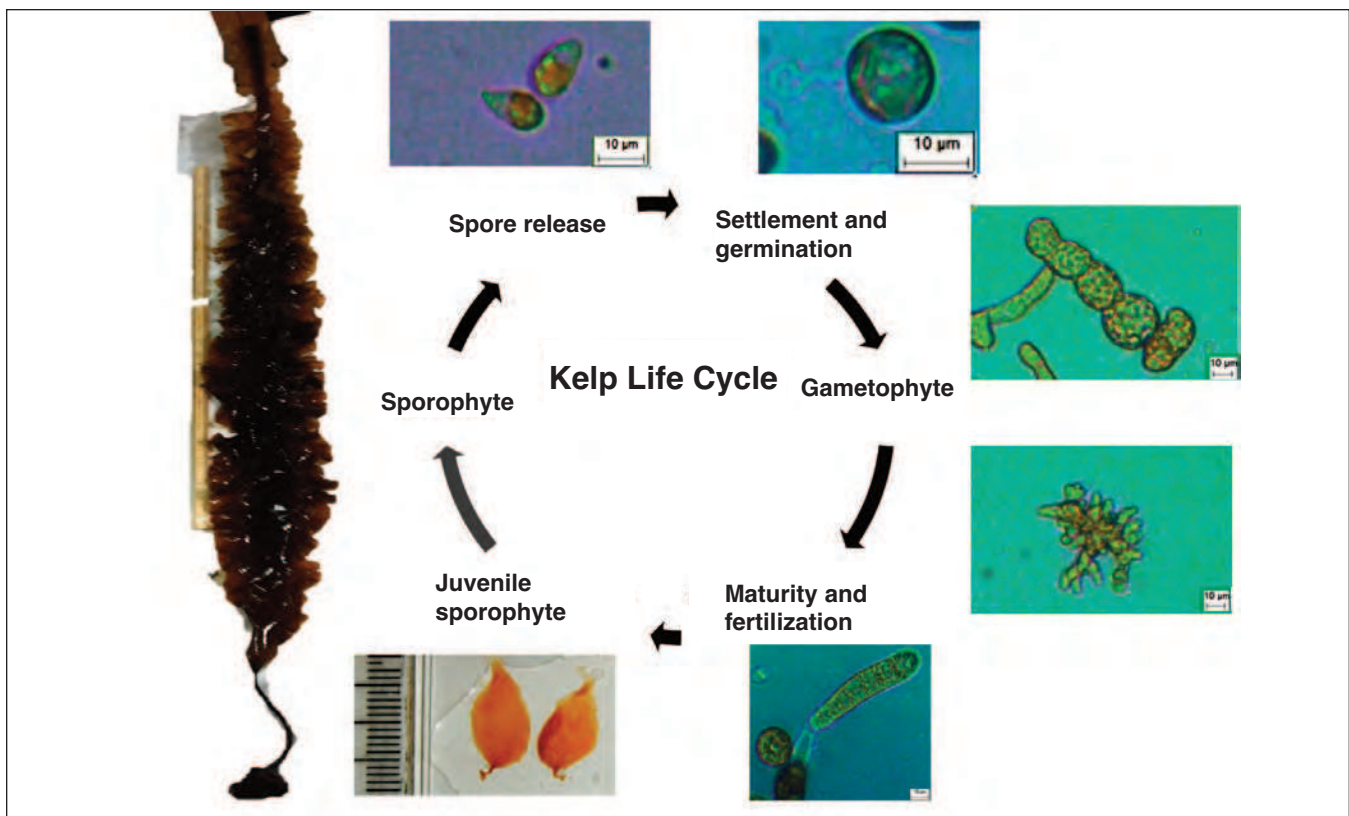 10 µm
10 µm
Spore release
Settlement and
germination
10 µm
Kelp Life Cycle
Sporophyte
Gametophyte
10 µm
Juvenile
sporophyte
Maturity and
fertilization